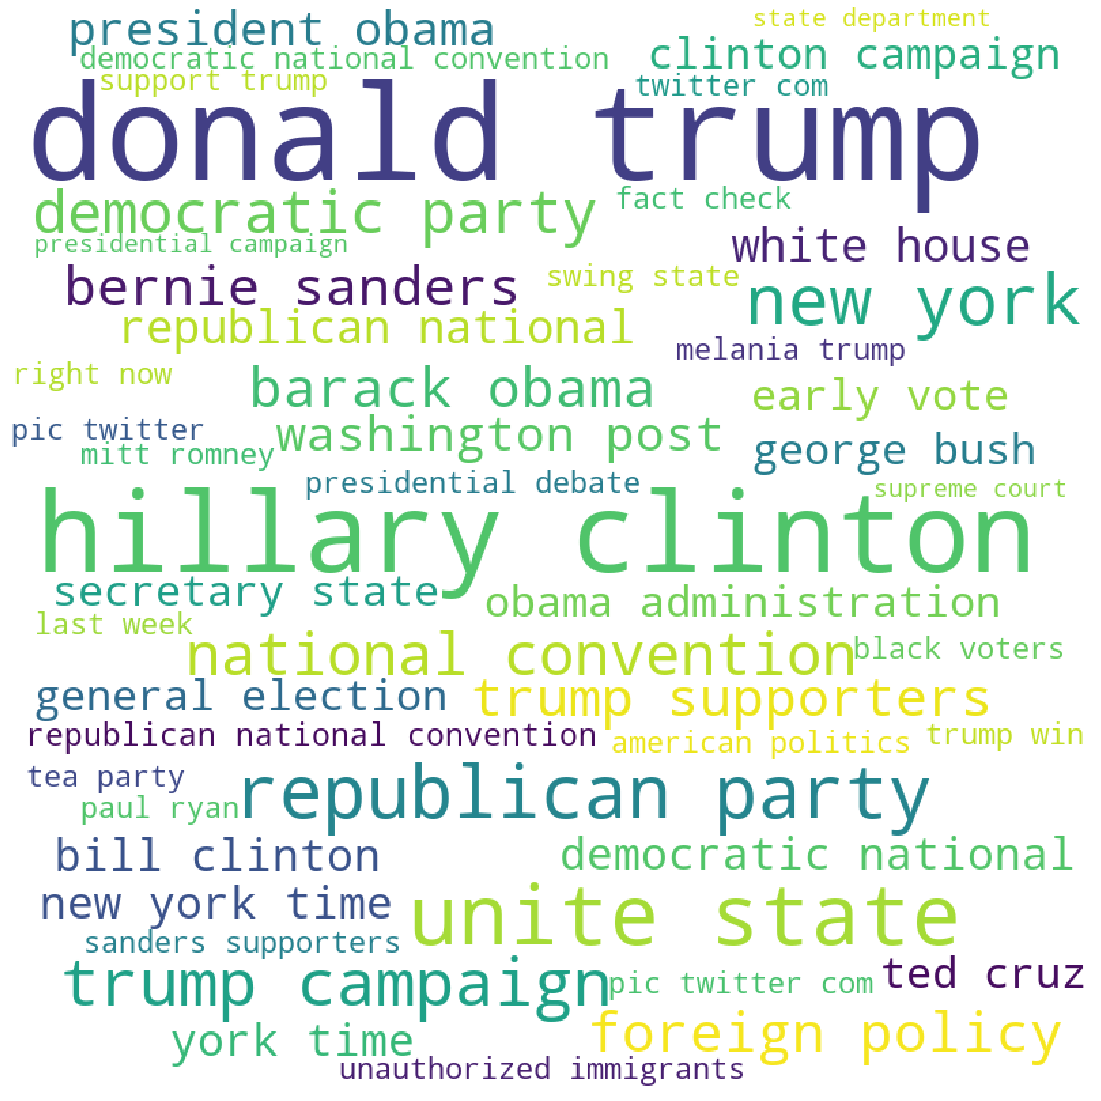 president obama
state department
democratic national convention
clinton campaign
support trump
twitter com
donald trump
democratic party
fact check
presidential campaign
white house
bernie sanders
swing state
new york
republican national
melania trump
right now
barack obama
early vote
pic twitter
washington post
george bush
mitt romney
presidential debate
supreme court
hillary clinton
secretary state
obama administration
last week
national convention
black voters
general election
trump supporters
republican national convention
american politics
trump win
tea party
republican party
paul ryan
bill clinton
democratic national
new york time
unite state
sanders supporters
trump campaign
pic twitter com
ted cruz
york time
foreign policy
unauthorized immigrants